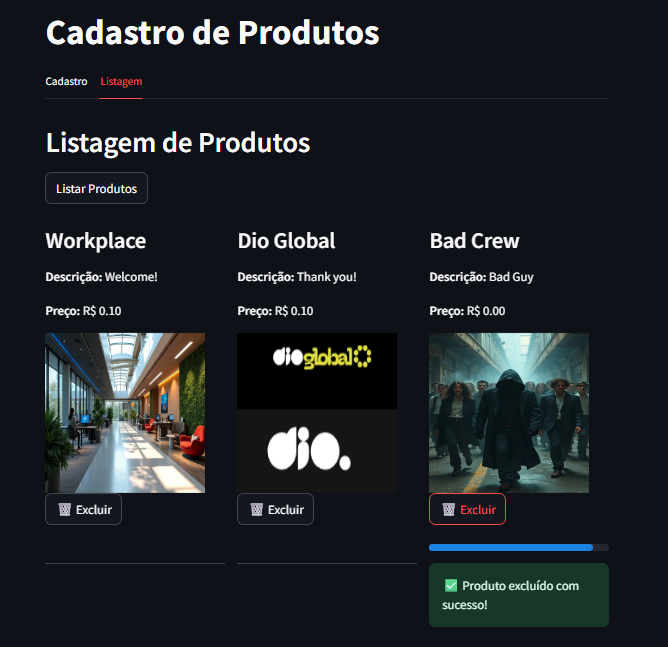 Cadastro de Produtos
Cadastro
Listagem
Listagem de Produtos
Listar Produtos
Workplace
Descrição: Welcome!
Preço: R$ 0.10
Excluir
Dio Global
Descrição: Thank you!
Preço: R$ 0.10
dioglobal
dio.
Excluir
Bad Crew
Descrição: Bad Guy
Preço: R$ 0.00
Excluir
Produto excluído com
sucesso!